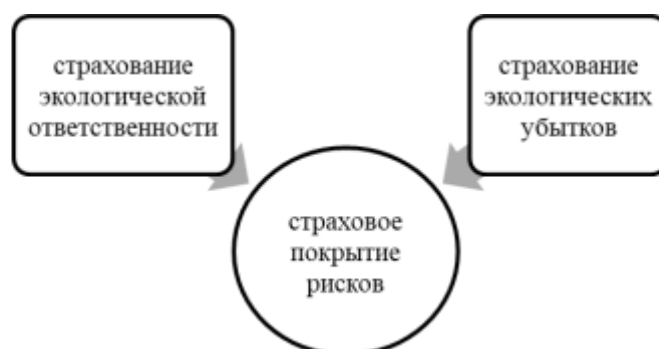 страхование
экологической
ответственности
страхование
экологических
убытков
страховое
покрытие
рисков